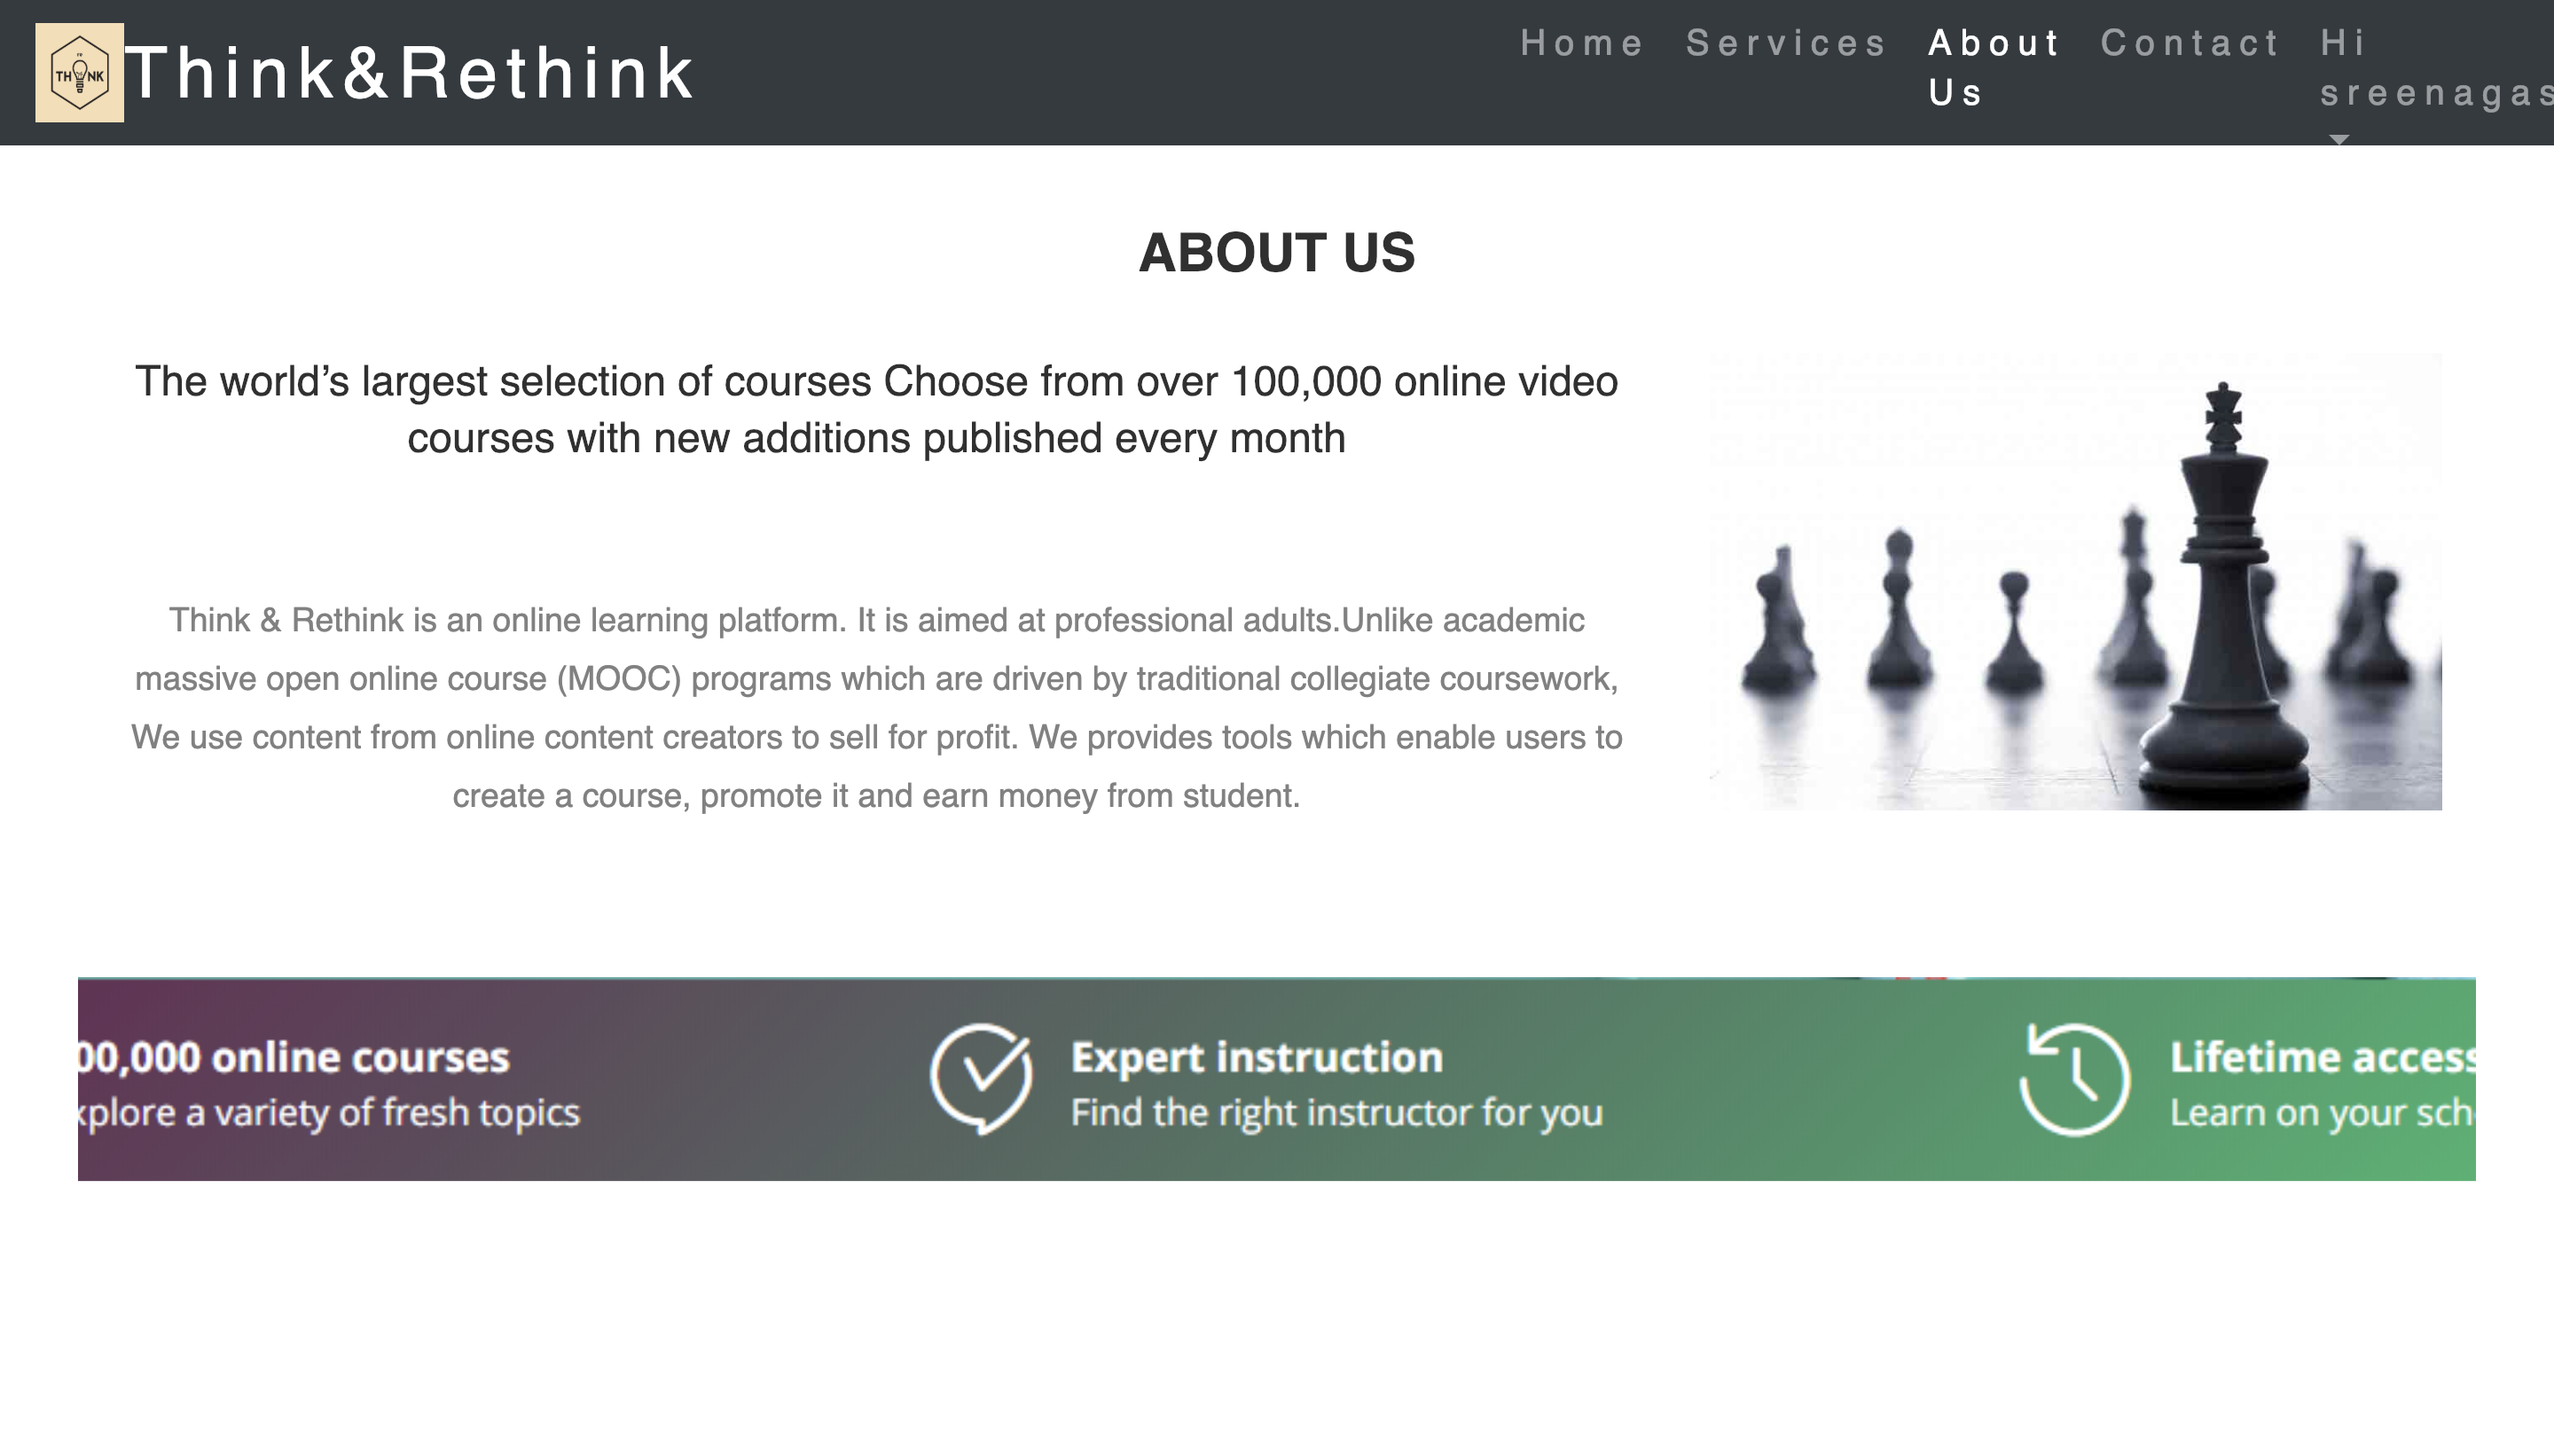 TH NK
Think&Rethink
Home Services About Us Contact Hi
sreenagas
ABOUT US
The world’s largest selection of courses Choose from over 100,000 online video
courses with new additions published every month
Think & Rethink is an online learning platform. It is aimed at professional adults.Unlike academic
massive open online course (MOOC) programs which are driven by traditional collegiate coursework,
We use content from online content creators to sell for profit. We provides tools which enable users to
create a course, promote it and earn money from student.
00,000 online courses
xplore a variety of fresh topics
Expert instruction
Find the right instructor for you
Lifetime access
Learn on your sch